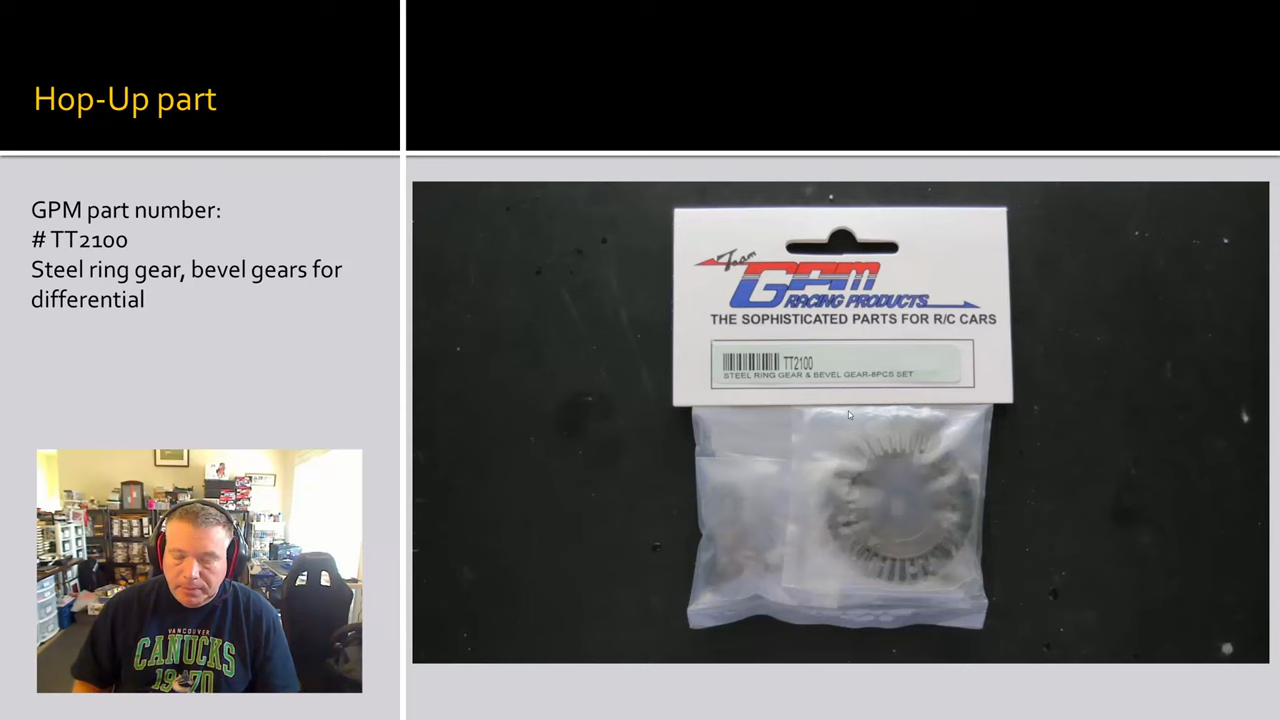 Hop-Up part
GPM part number:
# TT2100
Steel ring gear, bevel gears for
differential
Team
GPM
RACING PRODUCTS
THE SOPHISTICATED PARTS FOR R/C CARS
TT2100
STEEL RING GEAR & BEVEL GEAR-8PCS SET
VANCOUVER
CANUCKS
1970